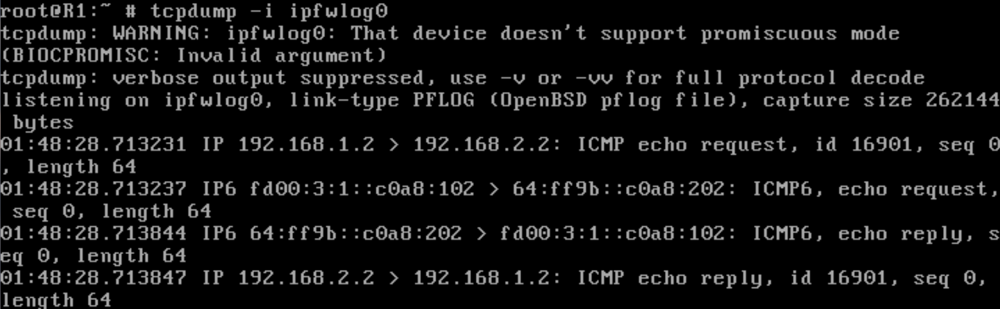 root@R1:~ # tcpdump -i ipfwlog0
tcpdump: WARNING: ipfwlog0: That device doesn't support promiscuous mode
(BIOCPROMISC: Invalid argument)
tcpdump: verbose output suppressed, use -v or -vv for full protocol decode
listening on ipfwlog0, link-type PFLOG (OpenBSD pflog file), capture size 262144
 bytes
01:48:28.713231 IP 192.168.1.2 > 192.168.2.2: ICMP echo request, id 16901, seq 0
, length 64
01:48:28.713237 IP6 fd00:3:1::c0a8:102 > 64:ff9b::c0a8:202: ICMP6, echo request,
 seq 0, length 64
01:48:28.713844 IP6 64:ff9b::c0a8:202 > fd00:3:1::c0a8:102: ICMP6, echo reply, s
eq 0, length 64
01:48:28.713847 IP 192.168.2.2 > 192.168.1.2: ICMP echo reply, id 16901, seq 0,
length 64